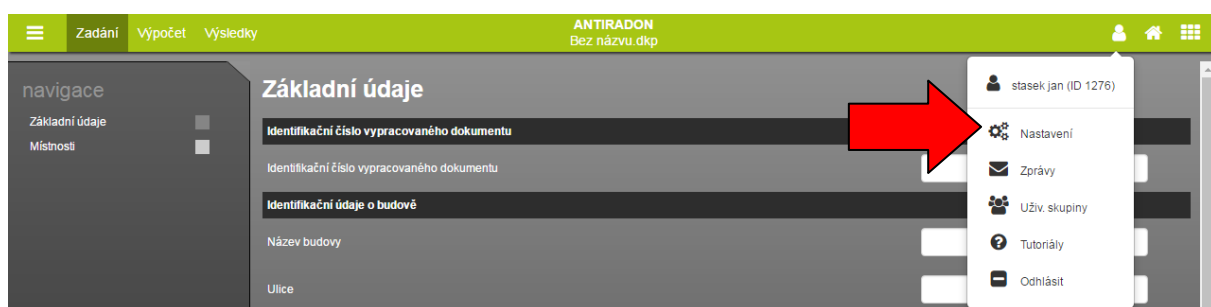 Zadání Výpočet Výsledky
ANTIRADON
Bez názvu.dkp
navigace
Základní údaje
Místnosti
Základní údaje
Identifikační číslo vypracovaného dokumentu
Identifikační číslo vypracovaného dokumentu
Identifikační údaje o budově
Název budovy
Ulice
stasek jan (ID 1276)
Nastavení
Zprávy
Uživ. skupiny
Tutoriály
Odhlásit